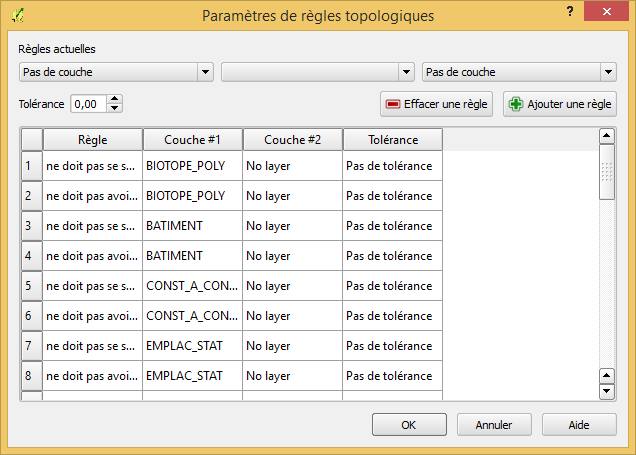 Paramètres de règles topologiques
?
Règles actuelles
Pas de couche Pas de couche
Tolérance 0,00 Effacer une règle Ajouter une règle
Règle Couche #1 Couche #2 Tolérance
1 ne doit pas se s... BIOTOPE_POLY No layer Pas de tolérance
2 ne doit pas avoi... BIOTOPE_POLY No layer Pas de tolérance
3 ne doit pas se s... BATIMENT No layer Pas de tolérance
4 ne doit pas avoi... BATIMENT No layer Pas de tolérance
5 ne doit pas se s... CONST_A_CON... No layer Pas de tolérance
6 ne doit pas avoi... CONST_A_CON... No layer Pas de tolérance
7 ne doit pas se s... EMPLAC_STAT No layer Pas de tolérance
8 ne doit pas avoi... EMPLAC_STAT No layer Pas de tolérance
OK Annuler Aide